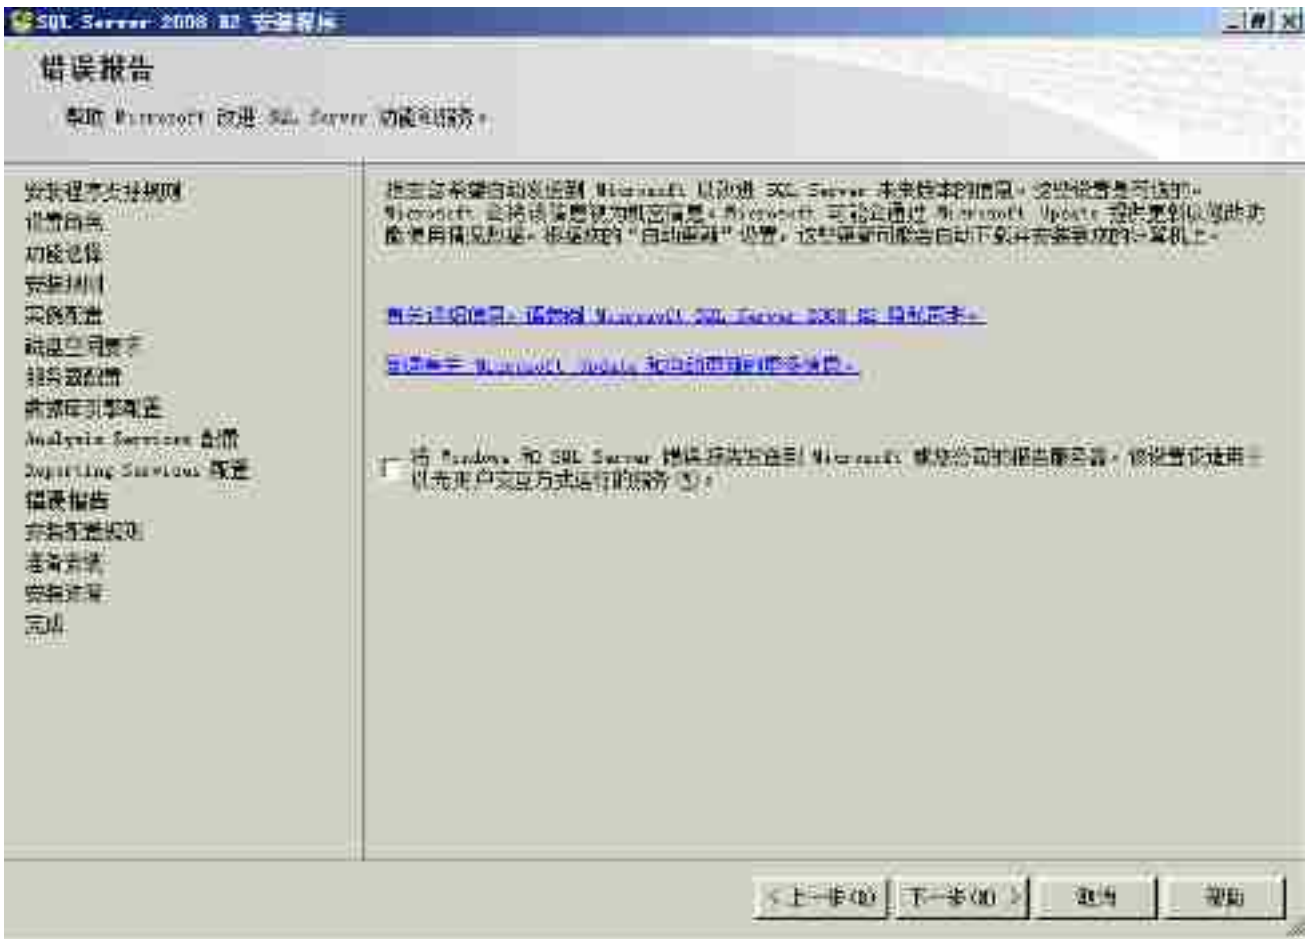 SQL Server 2008 R2 安装程序
错误报告
帮助 Microsoft 改进 SQL Server 功能和服务。
安装程序支持规则
设置角色
功能选择
安装规则
实例配置
磁盘空间要求
服务器配置
数据库引擎配置
Analysis Services 配置
Reporting Services 配置
错误报告
安装配置规则
准备安装
安装进度
完成
指定您希望自动发送到 Microsoft 以改进 SQL Server 未来版本的信息。这些设置是可选的。
Microsoft 会将该信息视为机密信息。Microsoft 可能会通过 Microsoft Update 提供更新以修改功
能使用情况数据。根据您的“自动更新”设置，这些更新可能会自动下载并安装到您的计算机上。
有关详细信息，请参阅 Microsoft SQL Server 2008 R2 隐私声明。
阅读有关 Microsoft Update 和自动更新的更多信息。
将 Windows 和 SQL Server 错误报告发送到 Microsoft 或您公司的报告服务器。该设置仅适用于
以无用户交互方式运行的服务
< 上一步(B)
下一步(N) >
取消
帮助